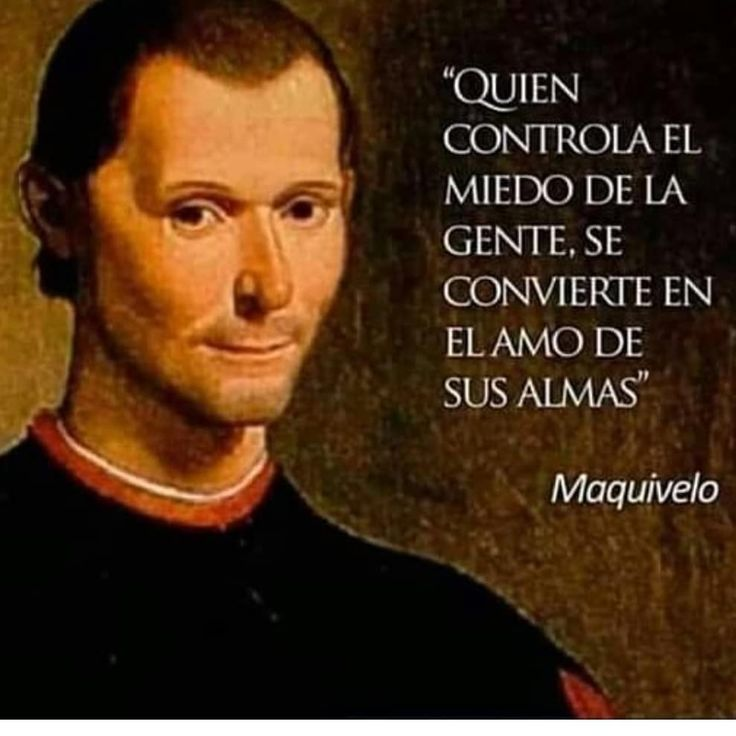 “QUIEN
CONTROLA EL
MIEDO DE LA
GENTE, SE
CONVIERTE EN
EL AMO DE
SUS ALMAS”
Maquivelo